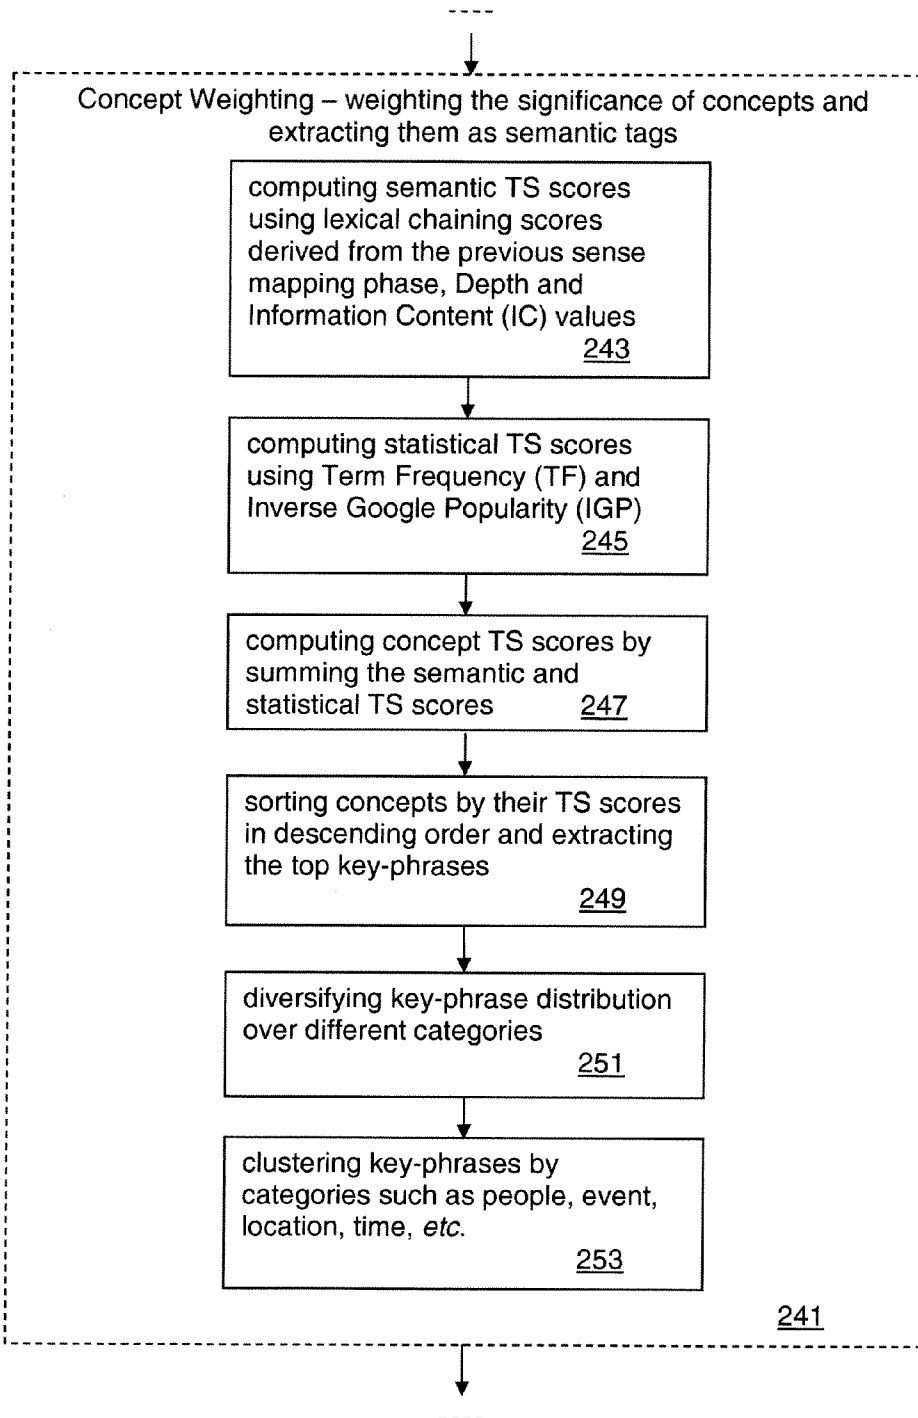 Concept Weighting – weighting the significance of concepts and
extracting them as semantic tags
computing semantic TS scores
using lexical chaining scores
derived from the previous sense
mapping phase, Depth and
Information Content (IC) values
243
computing statistical TS scores
using Term Frequency (TF) and
Inverse Google Popularity (IGP)
245
computing concept TS scores by
summing the semantic and
statistical TS scores 247
sorting concepts by their TS scores
in descending order and extracting
the top key-phrases
249
diversifying key-phrase distribution
over different categories
251
clustering key-phrases by
categories such as people, event,
location, time, etc.
253
241